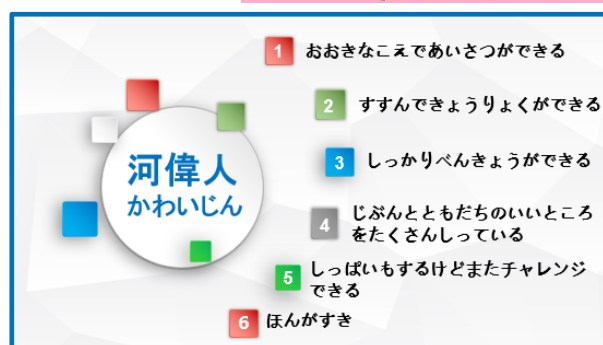 1 おおきなこえであいさつができる
2 すすんできょうりょくができる
3 しっかりべんきょうができる
河偉人
かわいじん
4 じぶんとともだちのいいところ
をたくさんしっている
5 しっぱいもするけどまたチャレンジ
できる
6 ほんがすき